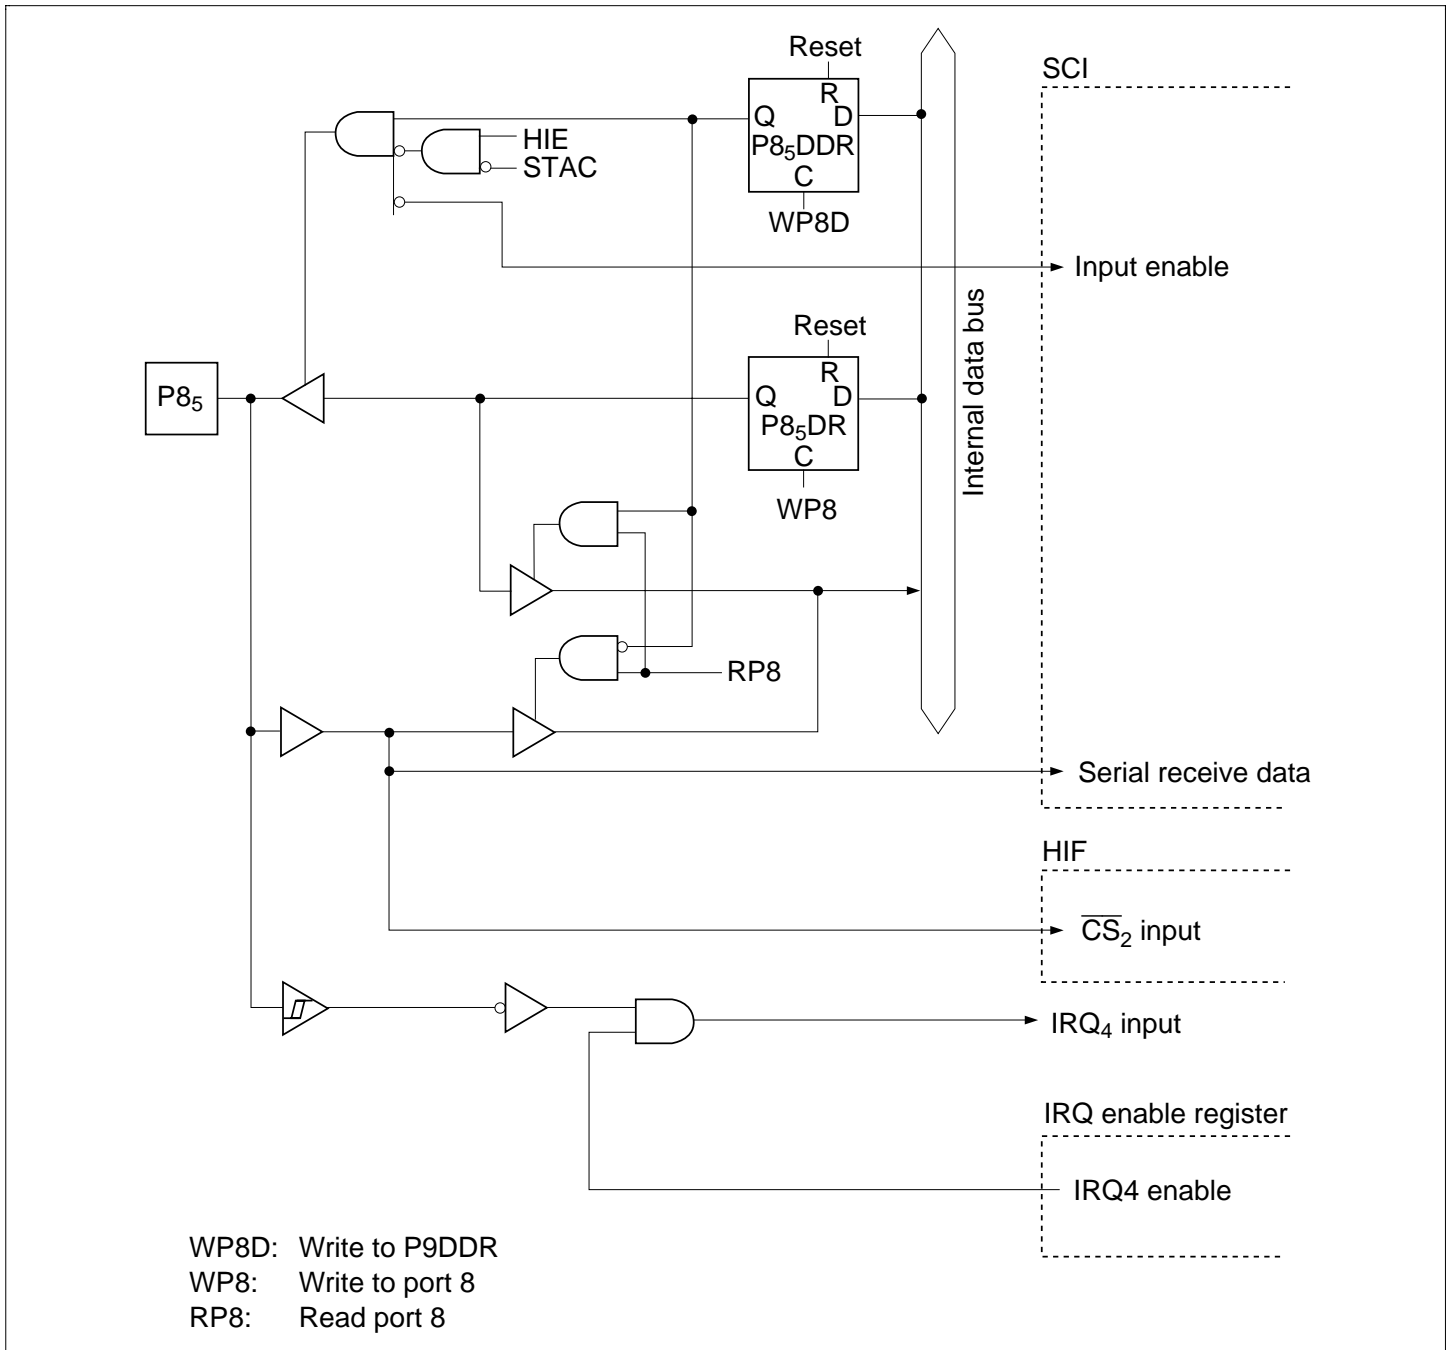 Reset
SCI
R
Q
D
HIE
P8₅DDR
STAC
C
WP8D
Input enable
Internal data bus
Reset
R
P8₅
Q
D
P8₅DR
C
WP8
RP8
Serial receive data
HIF
C̅S̅₂ input
IRQ₄ input
IRQ enable register
IRQ4 enable
WP8D: Write to P9DDR
WP8: Write to port 8
RP8: Read port 8